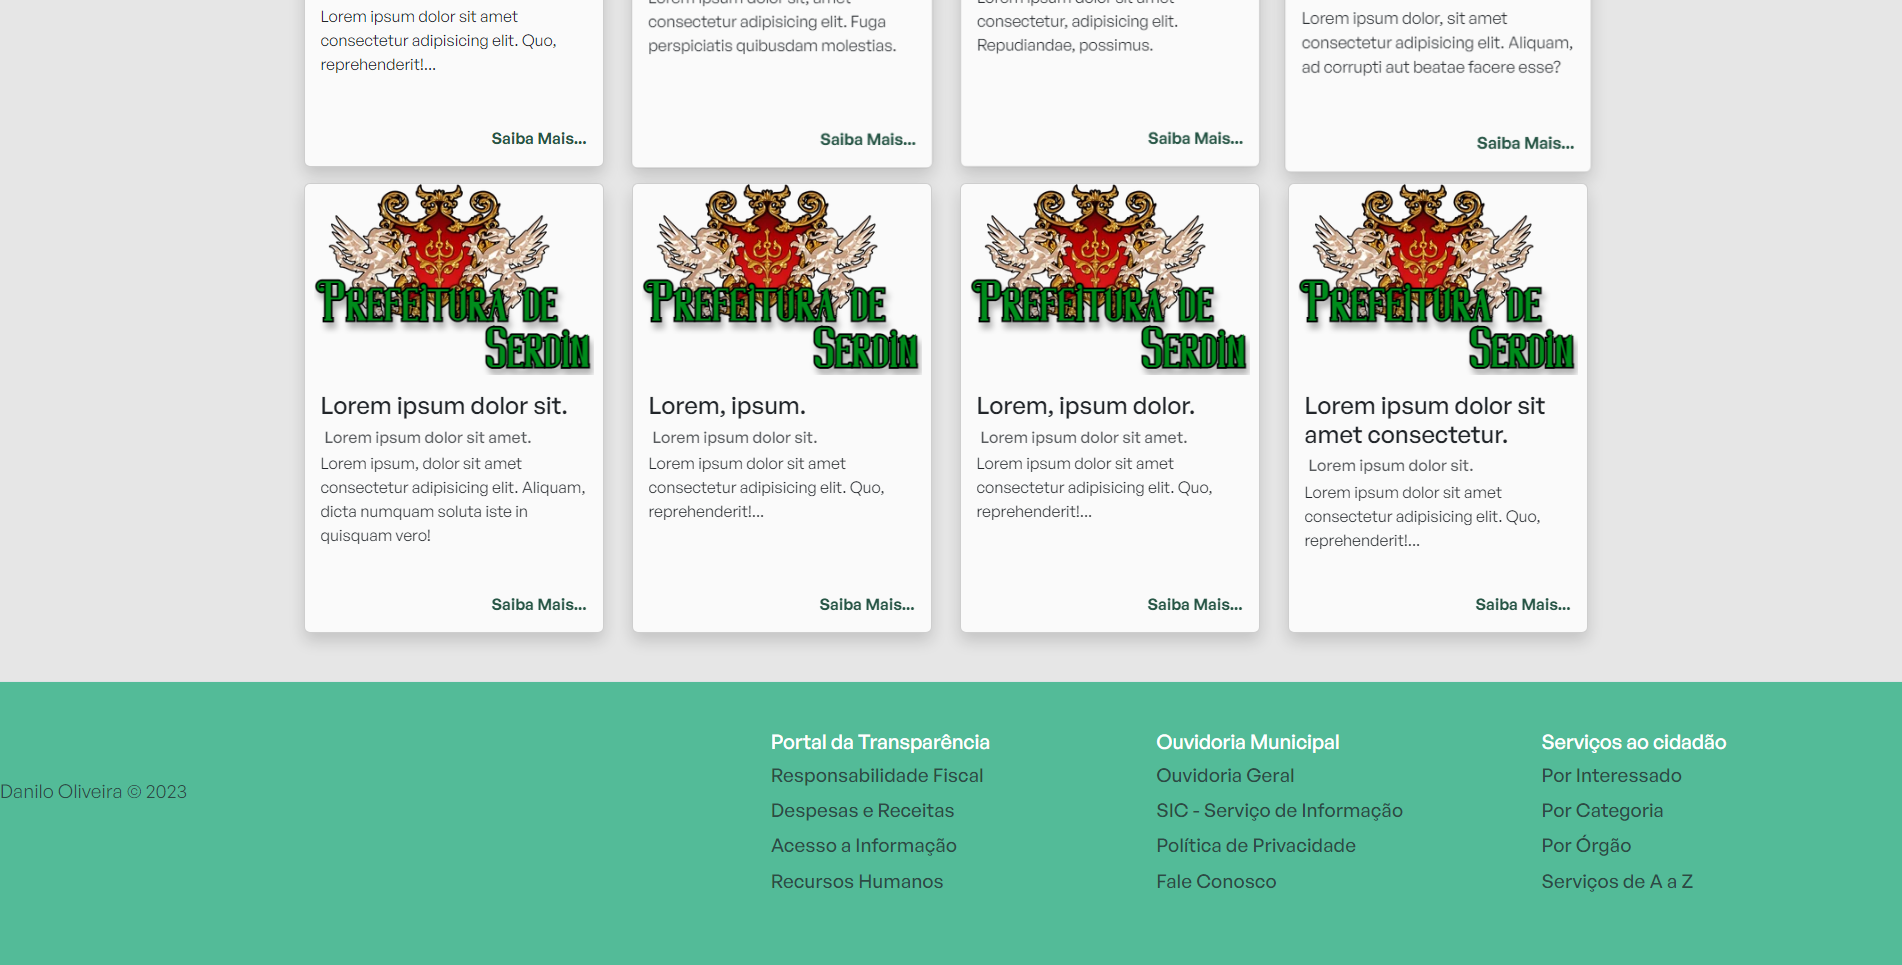 Lorem ipsum dolor sit amet
consectetur adipisicing elit. Quo,
reprehenderit!...
Saiba Mais...
consectetur adipisicing elit. Fuga
perspiciatis quibusdam molestias.
Saiba Mais...
consectetur, adipisicing elit.
Repudiandae, possimus.
Saiba Mais...
Lorem ipsum dolor, sit amet
consectetur adipisicing elit. Aliquam,
ad corrupti aut beatae facere esse?
Saiba Mais...
Prefeitura de
Serdin
Lorem ipsum dolor sit.
Lorem ipsum dolor sit amet.
Lorem ipsum, dolor sit amet
consectetur adipisicing elit. Aliquam,
dicta numquam soluta iste in
quisquam vero!
Saiba Mais...
Prefeitura de
Serdin
Lorem, ipsum.
Lorem ipsum dolor sit.
Lorem ipsum dolor sit amet
consectetur adipisicing elit. Quo,
reprehenderit!...
Saiba Mais...
Prefeitura de
Serdin
Lorem, ipsum dolor.
Lorem ipsum dolor sit amet.
Lorem ipsum dolor sit amet
consectetur adipisicing elit. Quo,
reprehenderit!...
Saiba Mais...
Prefeitura de
Serdin
Lorem ipsum dolor sit
amet consectetur.
Lorem ipsum dolor sit.
Lorem ipsum dolor sit amet
consectetur adipisicing elit. Quo,
reprehenderit!...
Saiba Mais...
Danilo Oliveira © 2023
Portal da Transparência
Responsabilidade Fiscal
Despesas e Receitas
Acesso a Informação
Recursos Humanos
Ouvidoria Municipal
Ouvidoria Geral
SIC - Serviço de Informação
Política de Privacidade
Fale Conosco
Serviços ao cidadão
Por Interessado
Por Categoria
Por Órgão
Serviços de A a Z